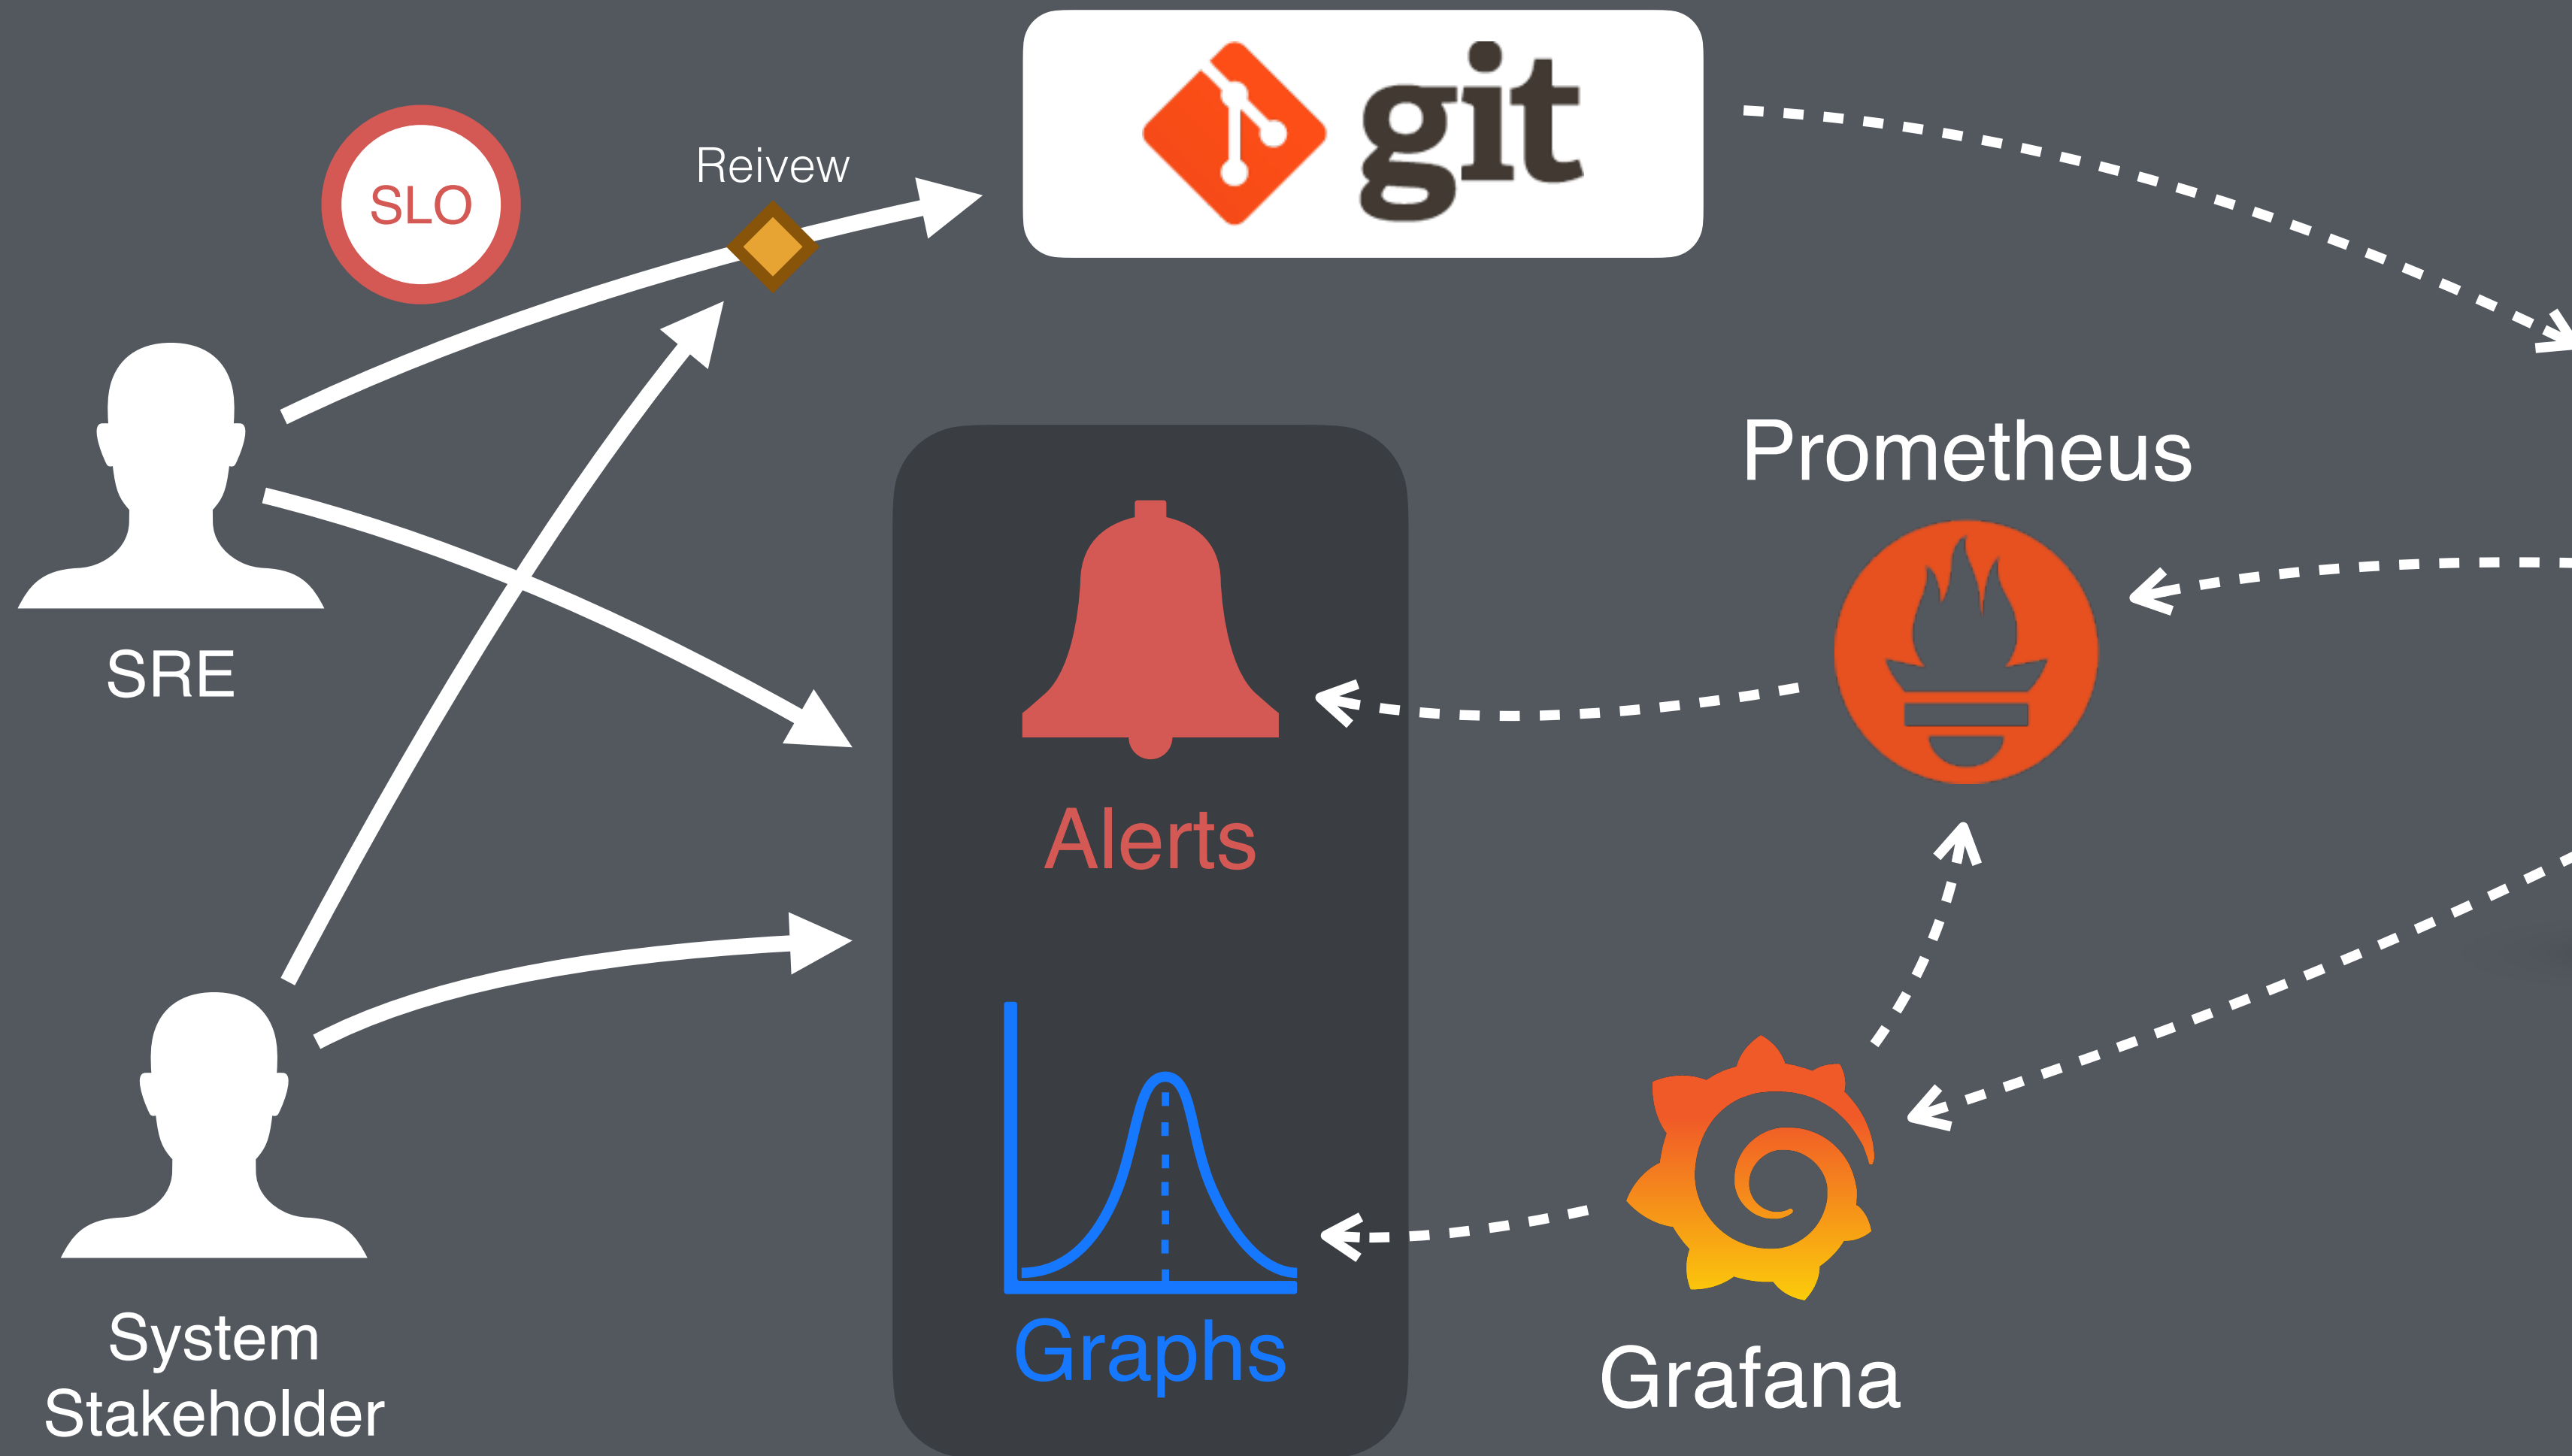 git
SLO
Reivew
Prometheus
SRE
Alerts
System
Stakeholder
Graphs
Grafana